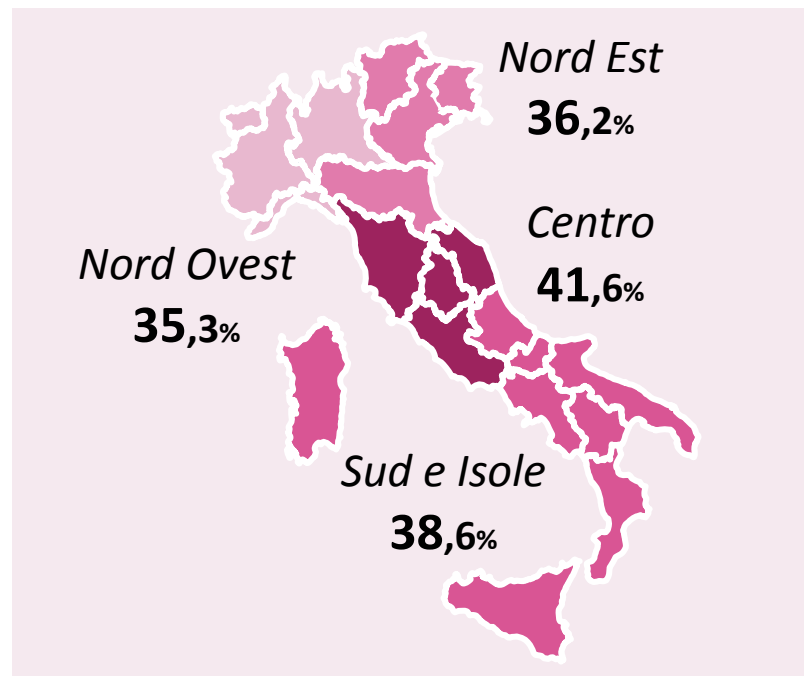 Nord Est
36,2%
Centro
41,6%
Nord Ovest
35,3%
Sud e Isole
38,6%